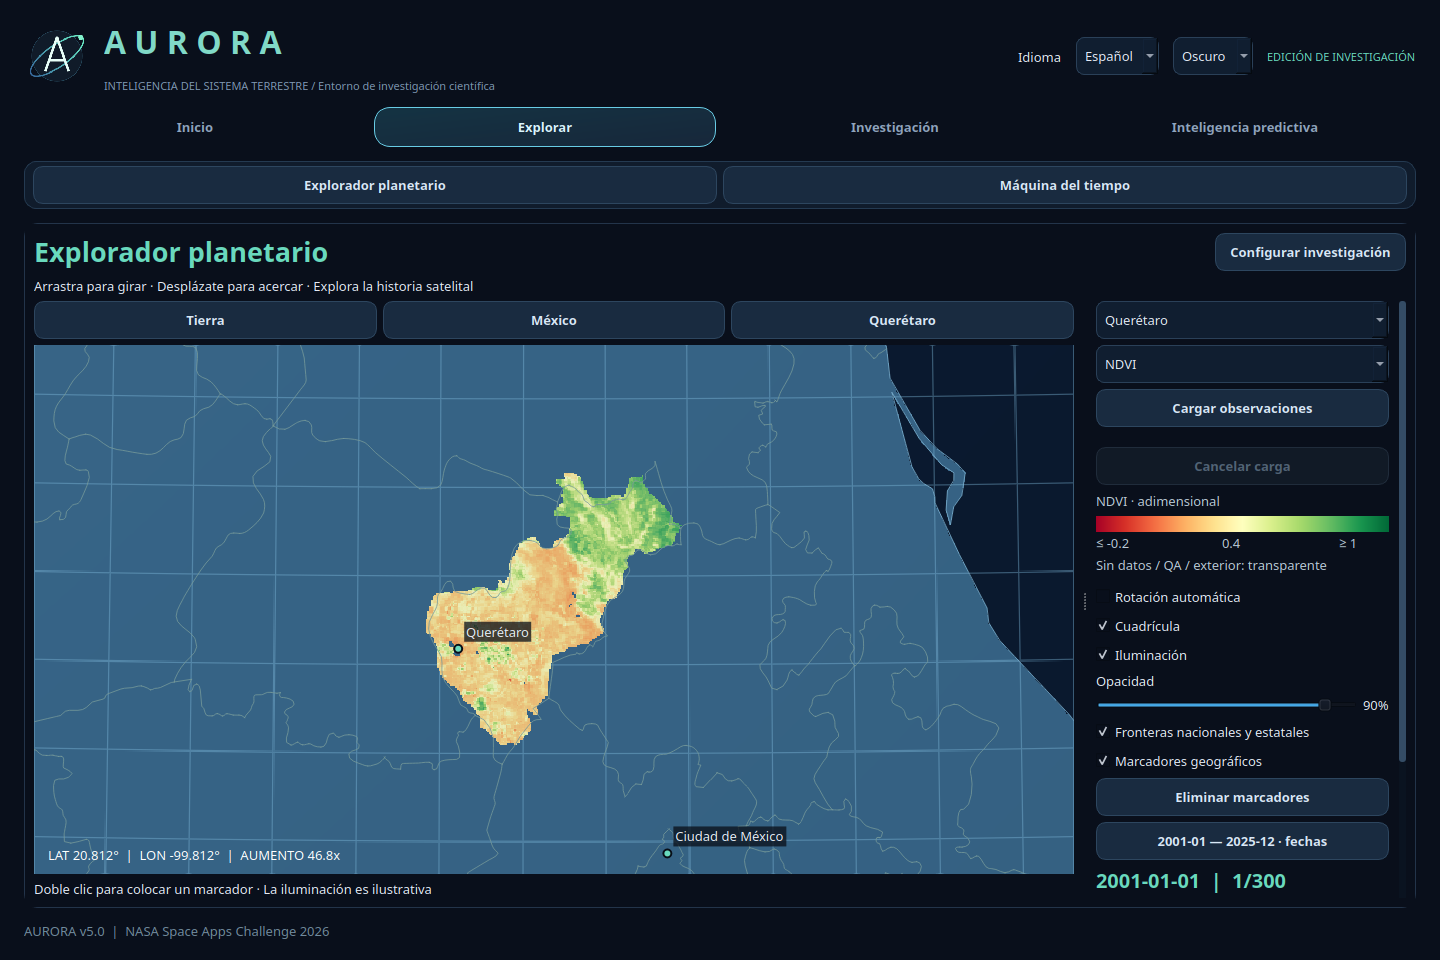 A U R O R A
INTELIGENCIA DEL SISTEMA TERRESTRE / Entorno de investigación científica
Idioma
Español
Oscuro
EDICIÓN DE INVESTIGACIÓN
Inicio
Explorar
Investigación
Inteligencia predictiva
Explorador planetario
Máquina del tiempo
Explorador planetario
Configurar investigación
Arrastra para girar · Desplázate para acercar · Explora la historia satelital
Tierra
México
Querétaro
Querétaro
Ciudad de México
LAT 20.812° | LON -99.812° | AUMENTO 46.8x
Doble clic para colocar un marcador · La iluminación es ilustrativa
Querétaro
NDVI
Cargar observaciones
Cancelar carga
NDVI · adimensional
≤ -0.2 0.4 ≥ 1
Sin datos / QA / exterior: transparente
Rotación automática
✓ Cuadrícula
✓ Iluminación
Opacidad
90%
✓ Fronteras nacionales y estatales
✓ Marcadores geográficos
Eliminar marcadores
2001-01 — 2025-12 · fechas
2001-01-01 | 1/300
AURORA v5.0 | NASA Space Apps Challenge 2026